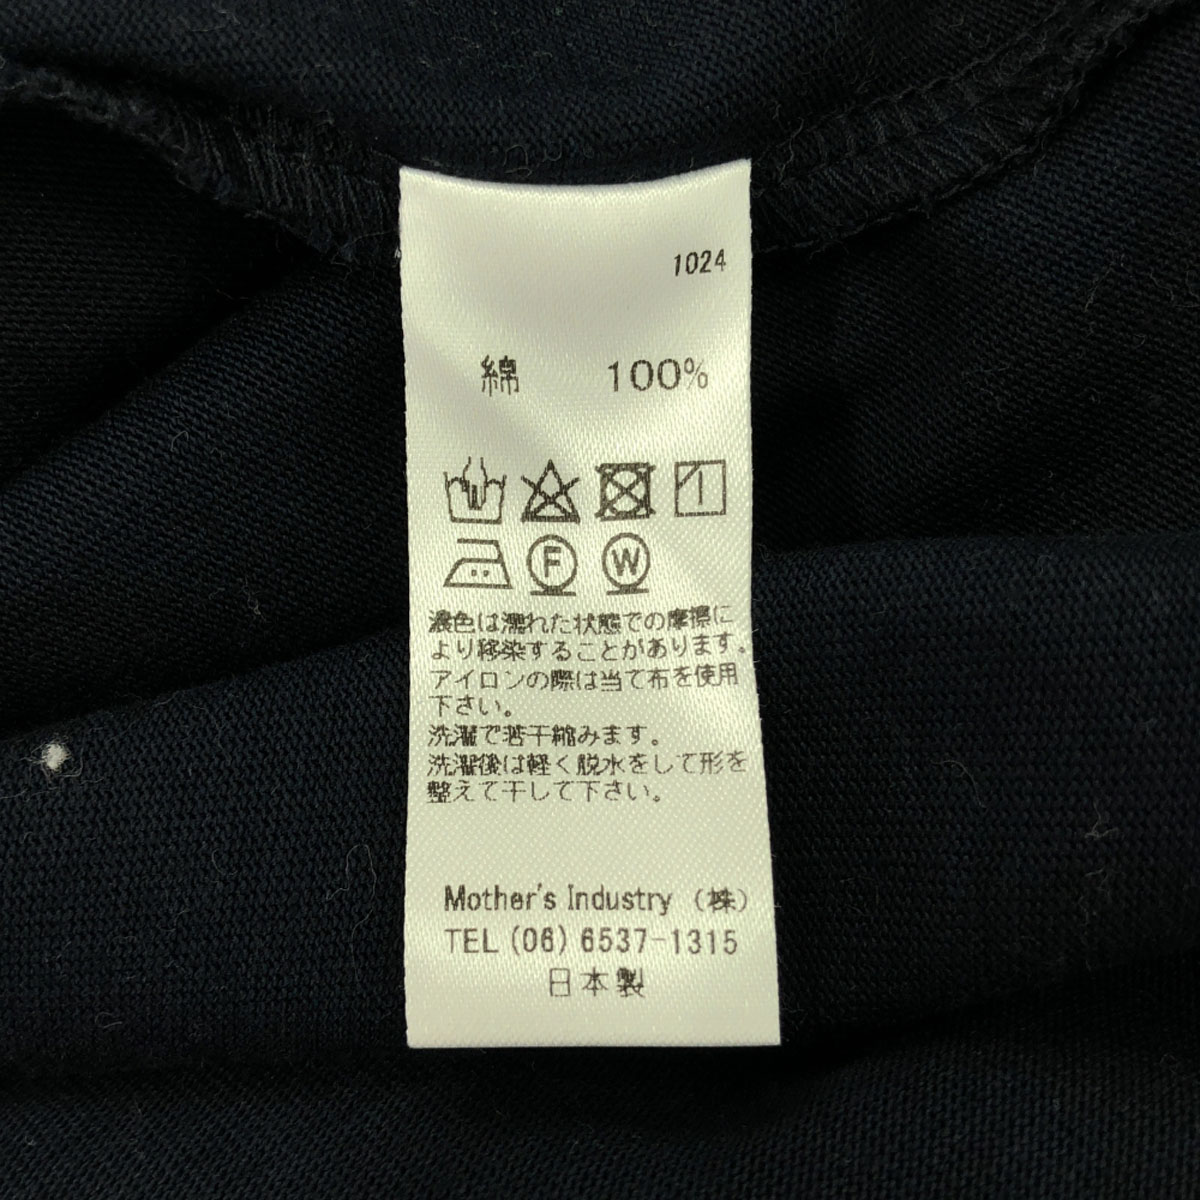 1024
綿 100%
F W
濃色は濡れた状態での摩擦に
より移染することがあります。
アイロンの際は当て布を使用
下さい。
洗濯で若干縮みます。
洗濯後は軽く脱水をして形を
整えて干して下さい。
Mother's Industry (株)
TEL (06) 6537-1315
日本製